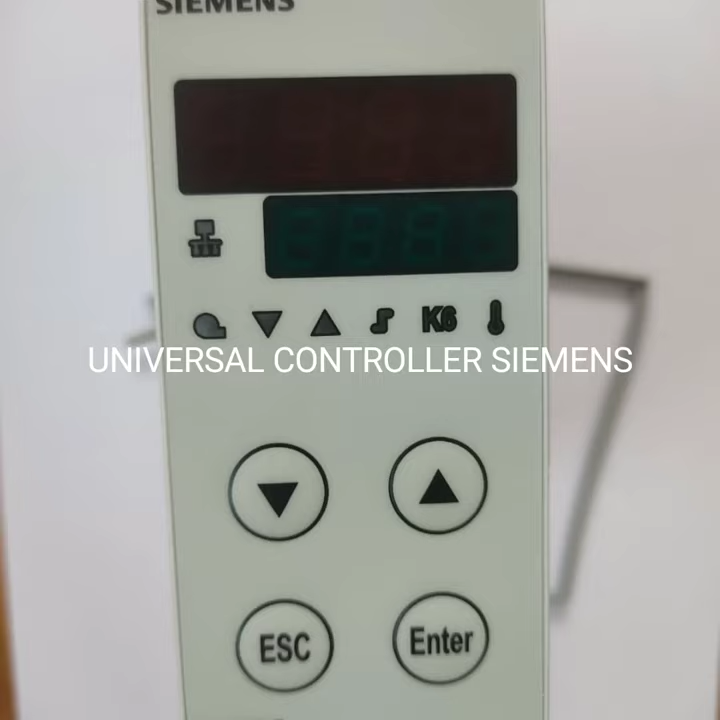 SIEMENS
K6
UNIVERSAL CONTROLLER SIEMENS
ESC
Enter